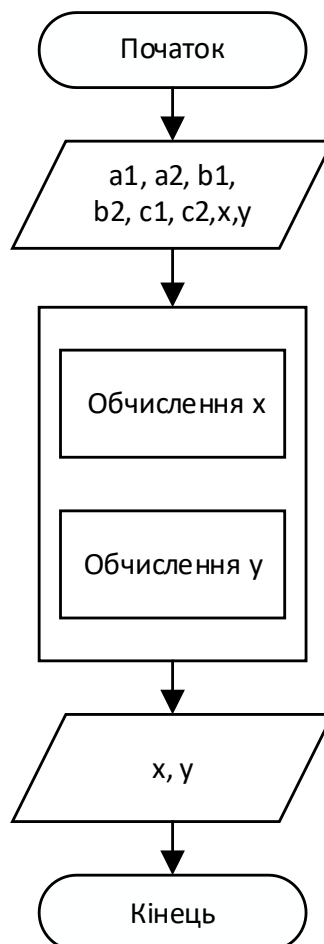 Початок
a1, a2, b1,
b2, c1, c2,x,y
Обчислення x
Обчислення y
x, y
Кінець